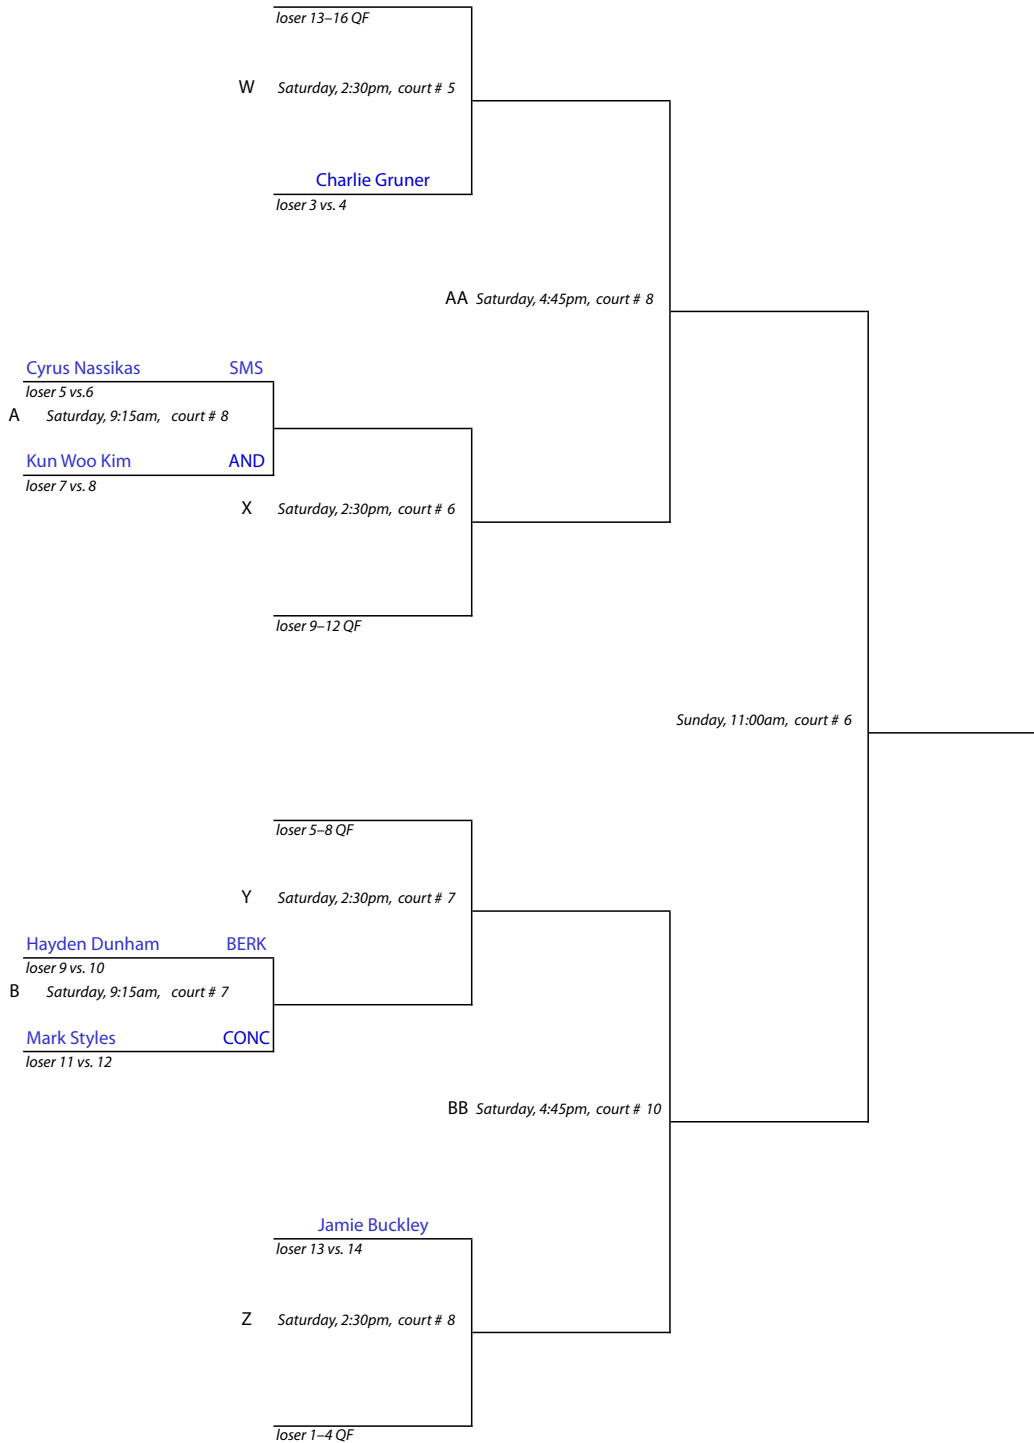 loser 13–16 QF
W Saturday, 2:30pm, court # 5
Charlie Gruner
loser 3 vs. 4
AA Saturday, 4:45pm, court # 8
Cyrus Nassikas SMS
loser 5 vs.6
A Saturday, 9:15am, court # 8
Kun Woo Kim AND
loser 7 vs. 8
X Saturday, 2:30pm, court # 6
loser 9–12 QF
Sunday, 11:00am, court # 6
loser 5–8 QF
Y Saturday, 2:30pm, court # 7
Hayden Dunham BERK
loser 9 vs. 10
B Saturday, 9:15am, court # 7
Mark Styles CONC
loser 11 vs. 12
BB Saturday, 4:45pm, court # 10
Jamie Buckley
loser 13 vs. 14
Z Saturday, 2:30pm, court # 8
loser 1–4 QF